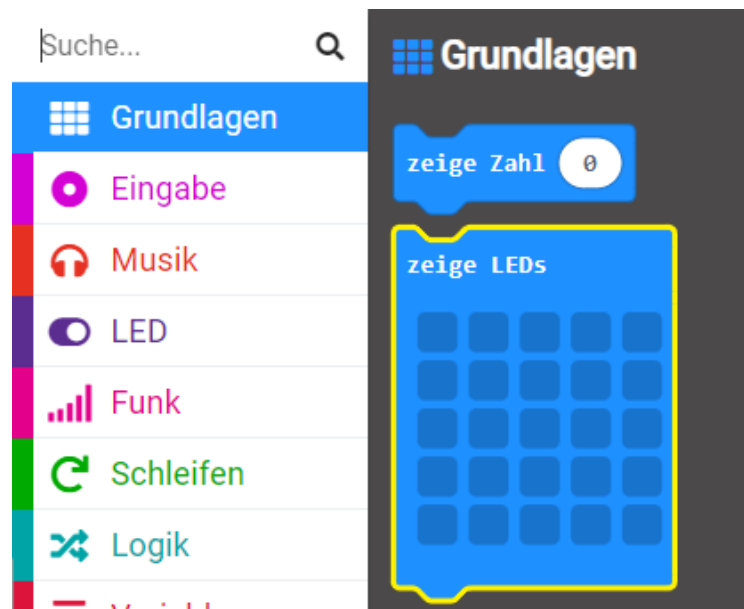 Suche...
Grundlagen
Eingabe
Musik
LED
Funk
Schleifen
Logik
Grundlagen
zeige Zahl 0
zeige LEDs